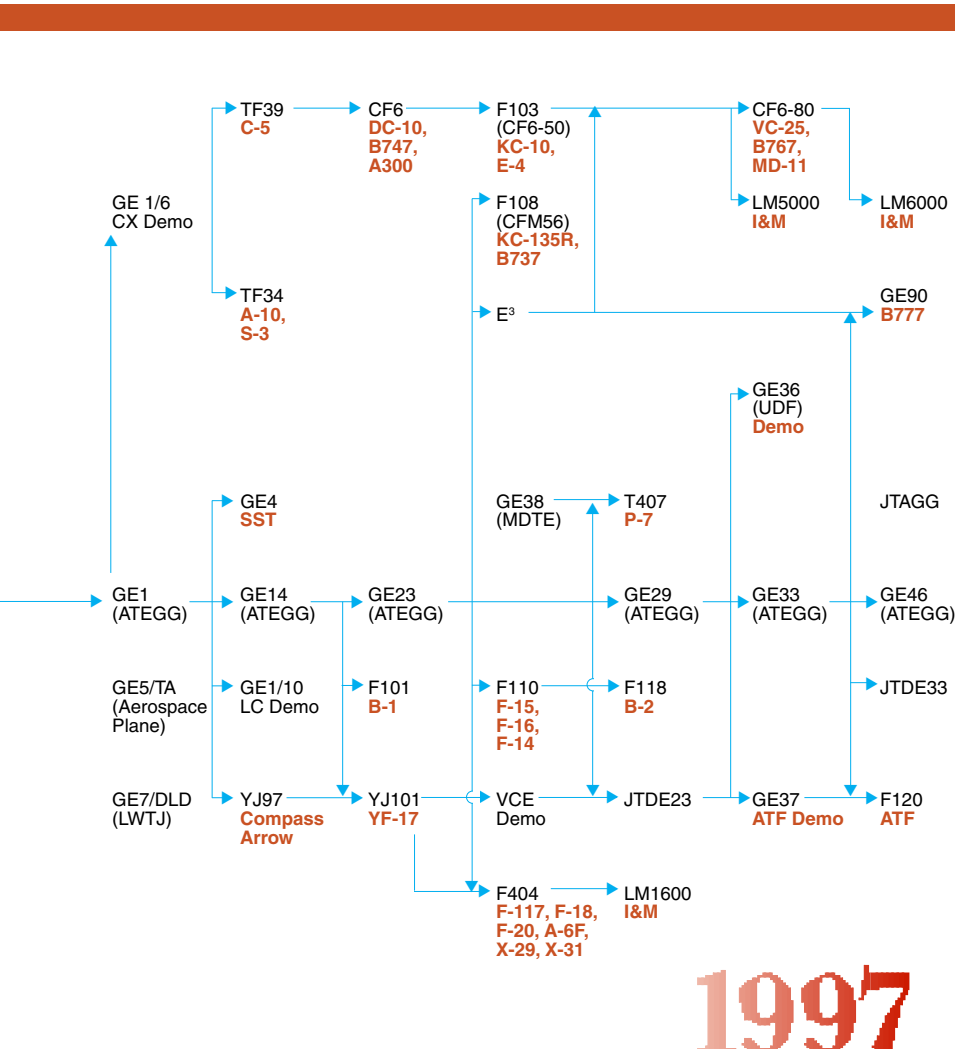 TF39
C-5
CF6
DC-10,
B747,
A300
F103
(CF6-50)
KC-10,
E-4
CF6-80
VC-25,
B767,
MD-11
GE 1/6
CX Demo
F108
(CFM56)
KC-135R,
B737
LM5000
I&M
LM6000
I&M
TF34
A-10,
S-3
E³
GE90
B777
GE36
(UDF)
Demo
GE4
SST
GE38
(MDTE)
T407
P-7
JTAGG
GE1
(ATEGG)
GE14
(ATEGG)
GE23
(ATEGG)
GE29
(ATEGG)
GE33
(ATEGG)
GE46
(ATEGG)
GE5/TA
(Aerospace
Plane)
GE1/10
LC Demo
F101
B-1
F110
F-15,
F-16,
F-14
F118
B-2
JTDE33
GE7/DLD
(LWTJ)
YJ97
Compass
Arrow
YJ101
YF-17
VCE
Demo
JTDE23
GE37
ATF Demo
F120
ATF
F404
F-117, F-18,
F-20, A-6F,
X-29, X-31
LM1600
I&M
1997